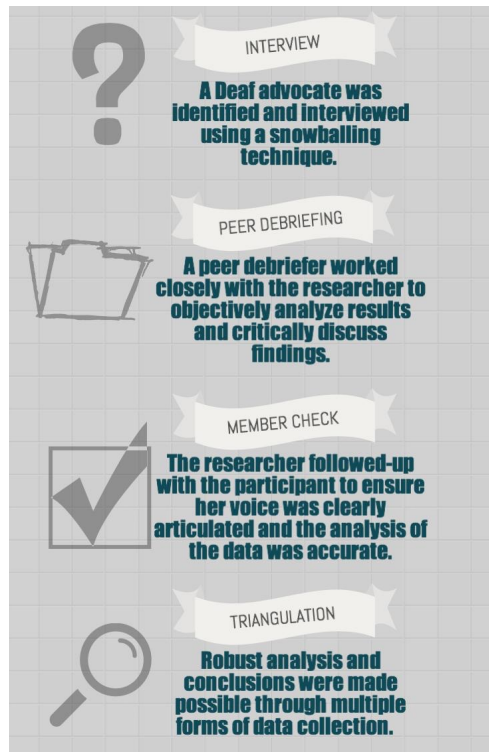 INTERVIEW
A Deaf advocate was
identified and interviewed
using a snowballing
technique.
PEER DEBRIEFING
A peer debriefer worked
closely with the researcher to
objectively analyze results
and critically discuss
findings.
MEMBER CHECK
The researcher followed-up
with the participant to ensure
her voice was clearly
articulated and the analysis of
the data was accurate.
TRIANGULATION
Robust analysis and
conclusions were made
possible through multiple
forms of data collection.